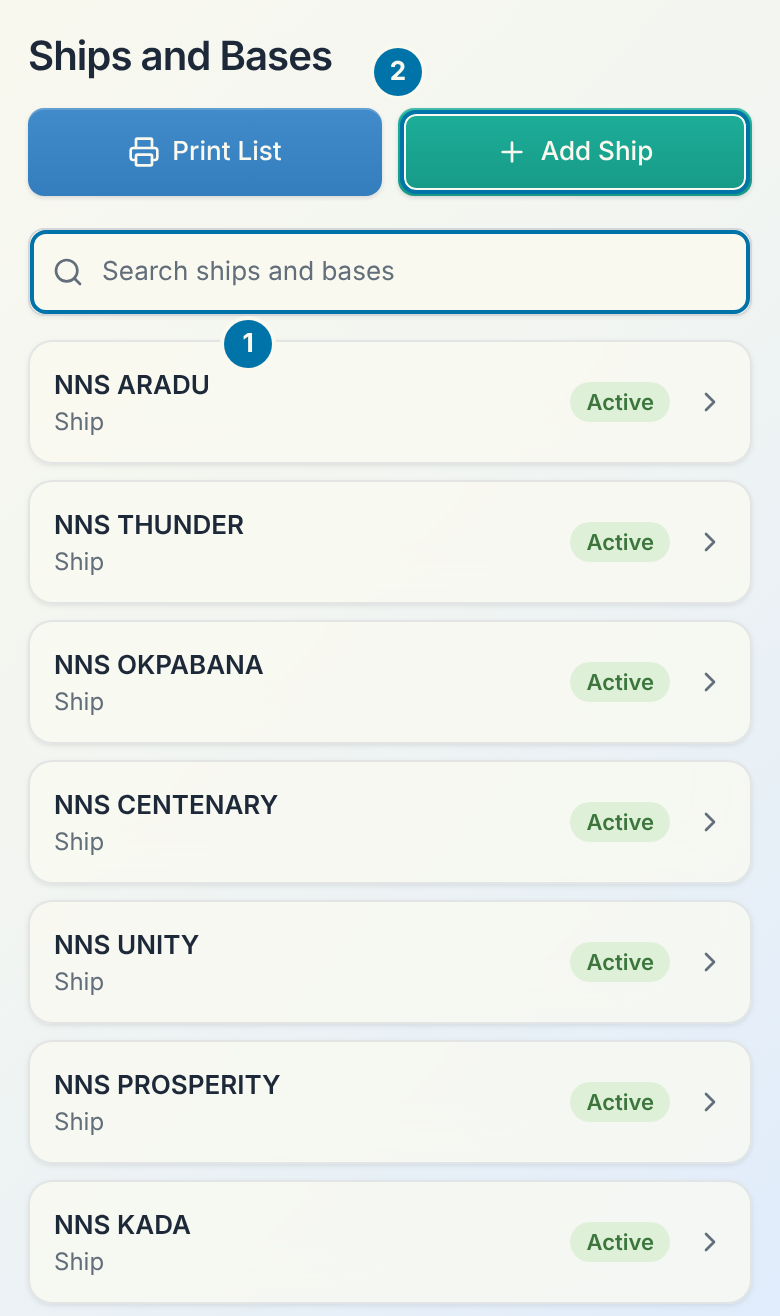 Ships and Bases
2
Print List
Add Ship
Search ships and bases
1
NNS ARADU
Ship
Active
NNS THUNDER
Ship
Active
NNS OKPABANA
Ship
Active
NNS CENTENARY
Ship
Active
NNS UNITY
Ship
Active
NNS PROSPERITY
Ship
Active
NNS KADA
Ship
Active